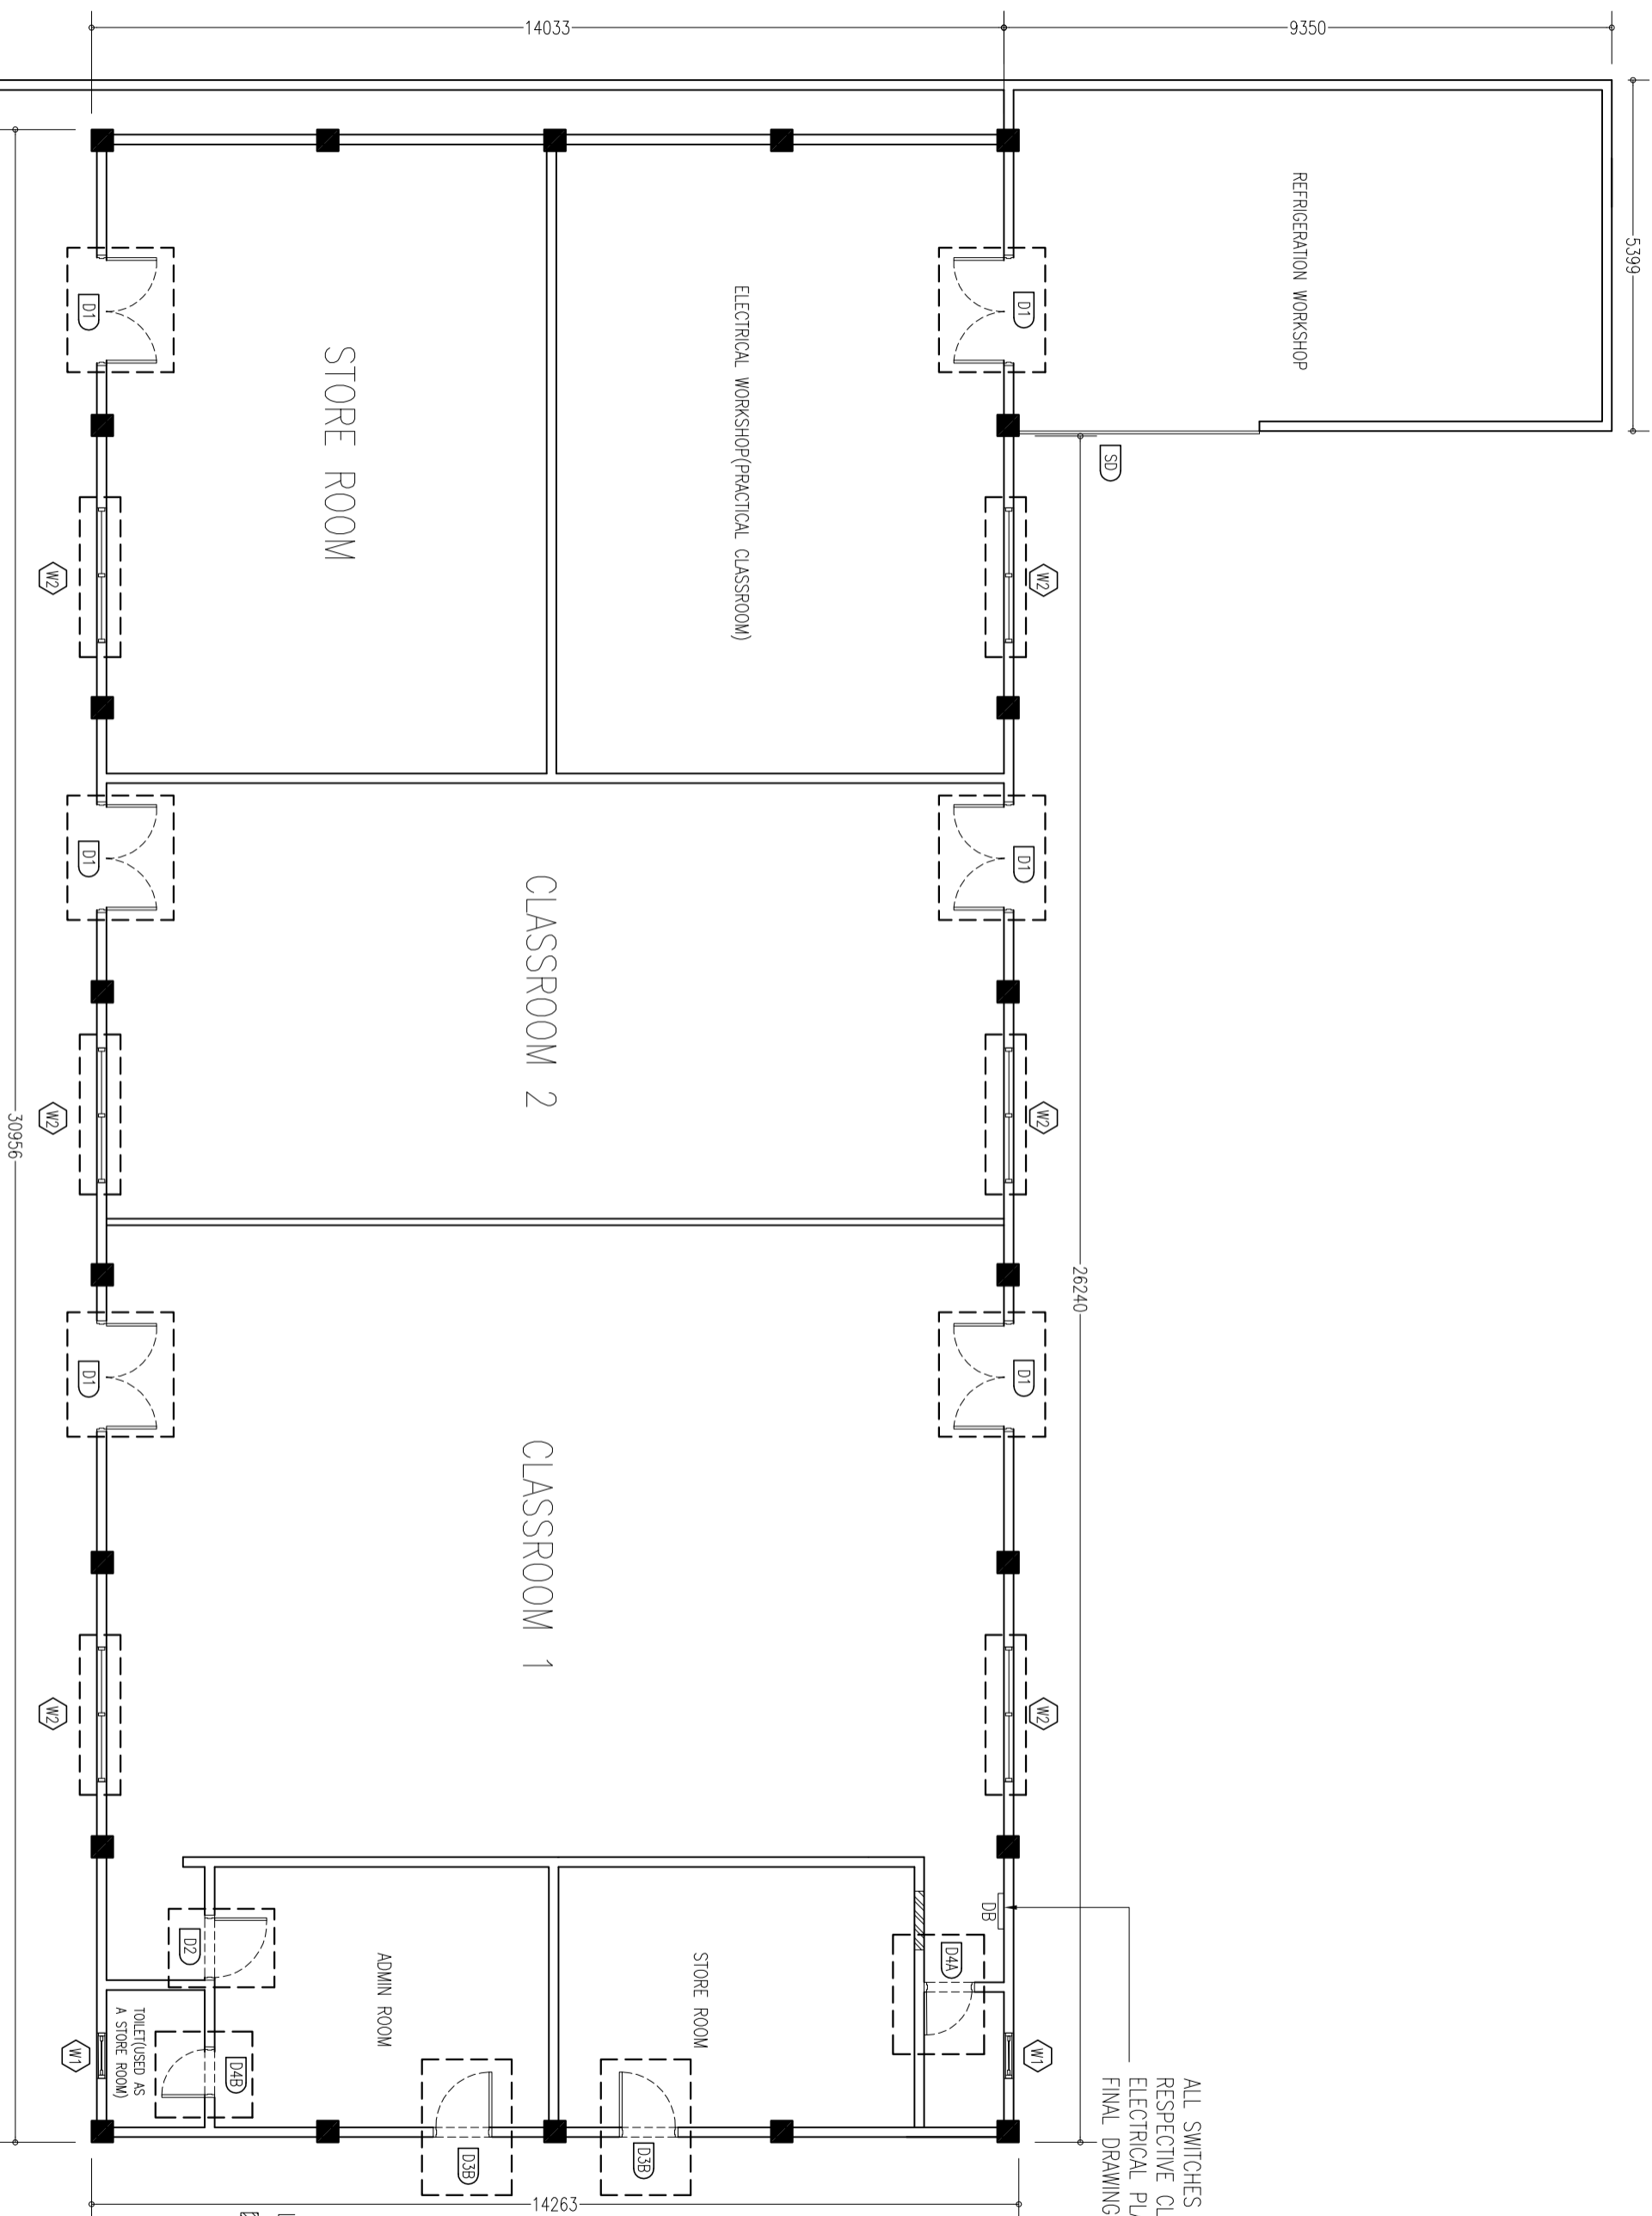 14033
9350
5399
REFRIGERATION WORKSHOP
D1
D1
ELECTRICAL WORKSHOP(PRACTICAL CLASSROOM)
STORE ROOM
SD
W2
W2
D1
D1
CLASSROOM 2
W2
W2
30956
26240
D1
D1
CLASSROOM 1
W2
W2
DB
D4A
D2
ADMIN ROOM
STORE ROOM
TOILET(USED AS
A STORE ROOM)
D4B
W1
W1
D3B
D3B
ALL SWITCHES
RESPECTIVE
ELECTRICAL
FINAL DRAWING
14263